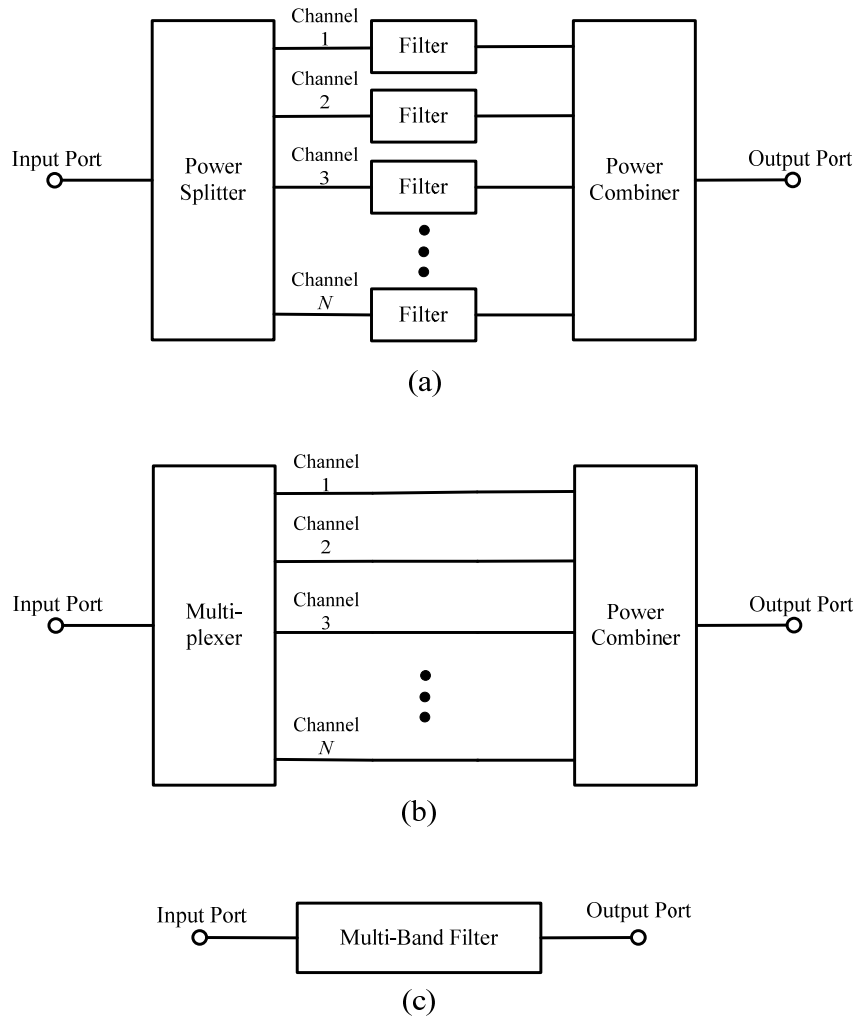 Channel
1
Filter
Channel
2
Filter
Input Port
Power
Splitter
Channel
3
Filter
Power
Combiner
Output Port
Channel
N
Filter
(a)
Channel
1
Channel
2
Input Port
Multi-
plexer
Channel
3
Power
Combiner
Output Port
Channel
N
(b)
Input Port
Multi-Band Filter
Output Port
(c)